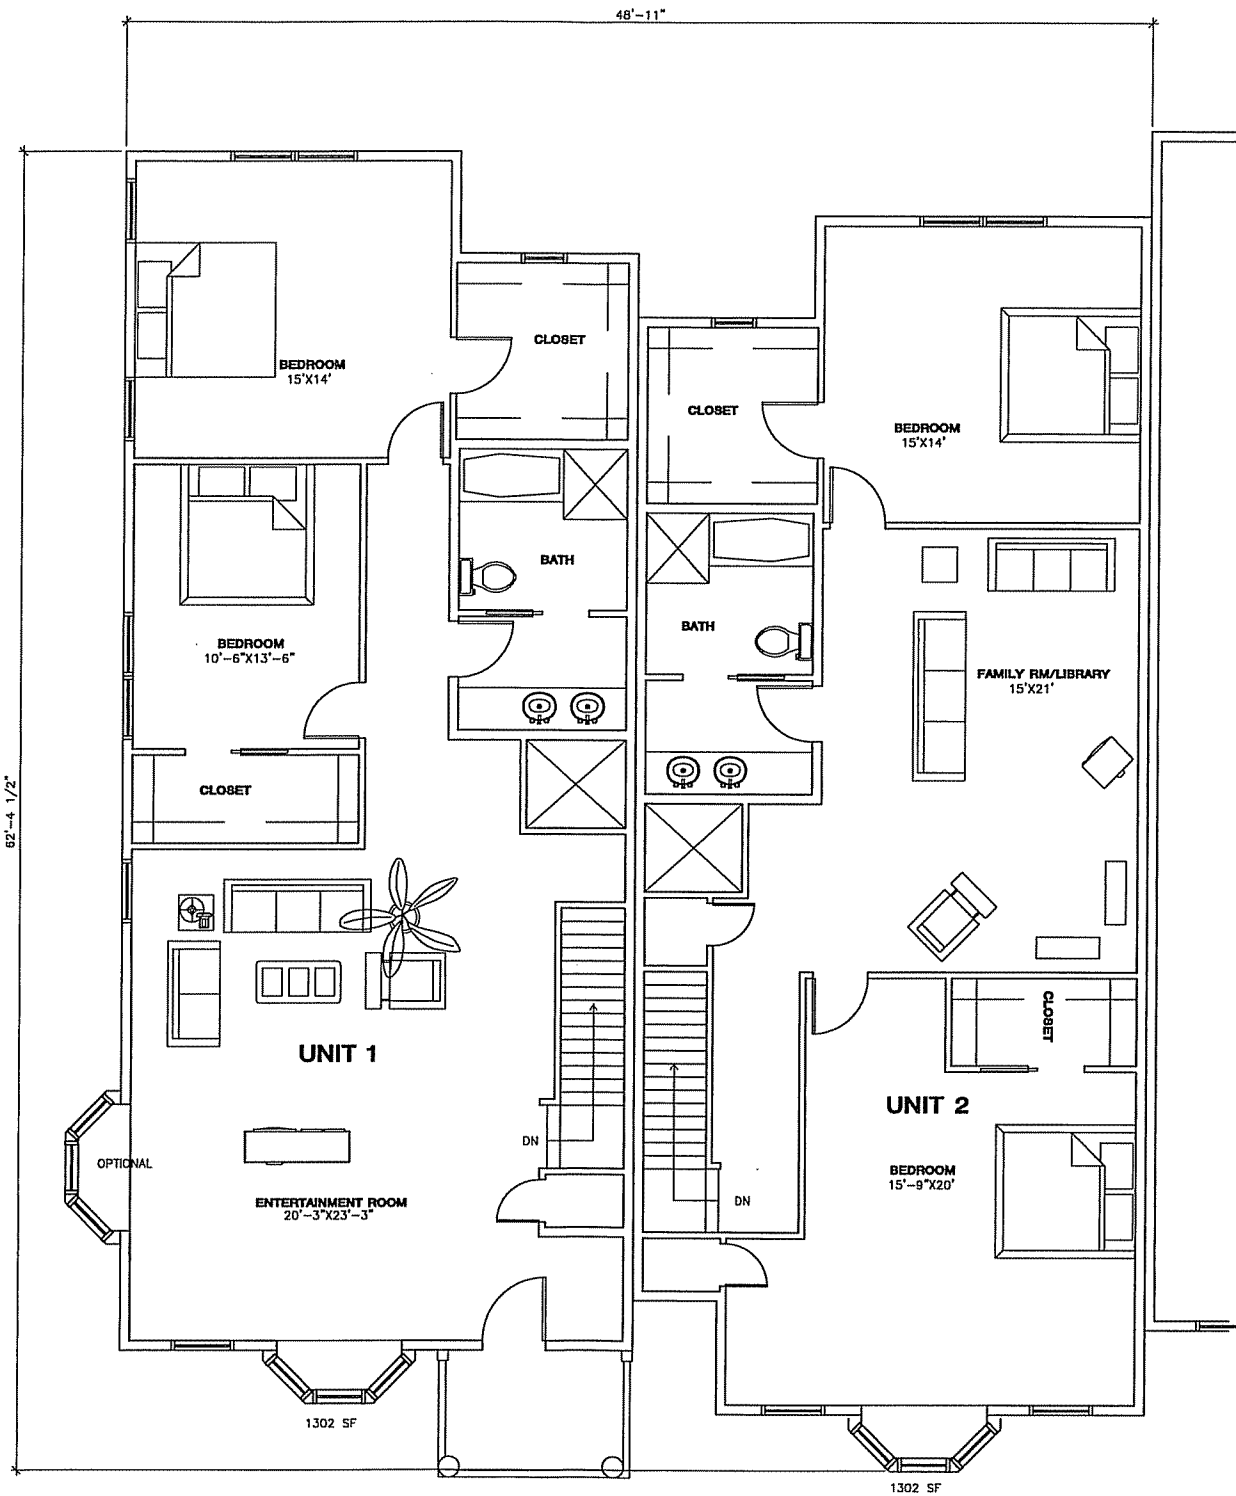 48'-11"
62'-4 1/2"
CLOSET
BEDROOM
15'X14'
CLOSET
BEDROOM
15'X14'
BATH
BATH
BEDROOM
10'-6"X13'-6"
FAMILY RM/LIBRARY
15'X21'
CLOSET
CLOSET
UNIT 1
UNIT 2
DN
OPTIONAL
BEDROOM
15'-9"X20'
DN
ENTERTAINMENT ROOM
20'-3"X23'-3"
1302 SF
1302 SF